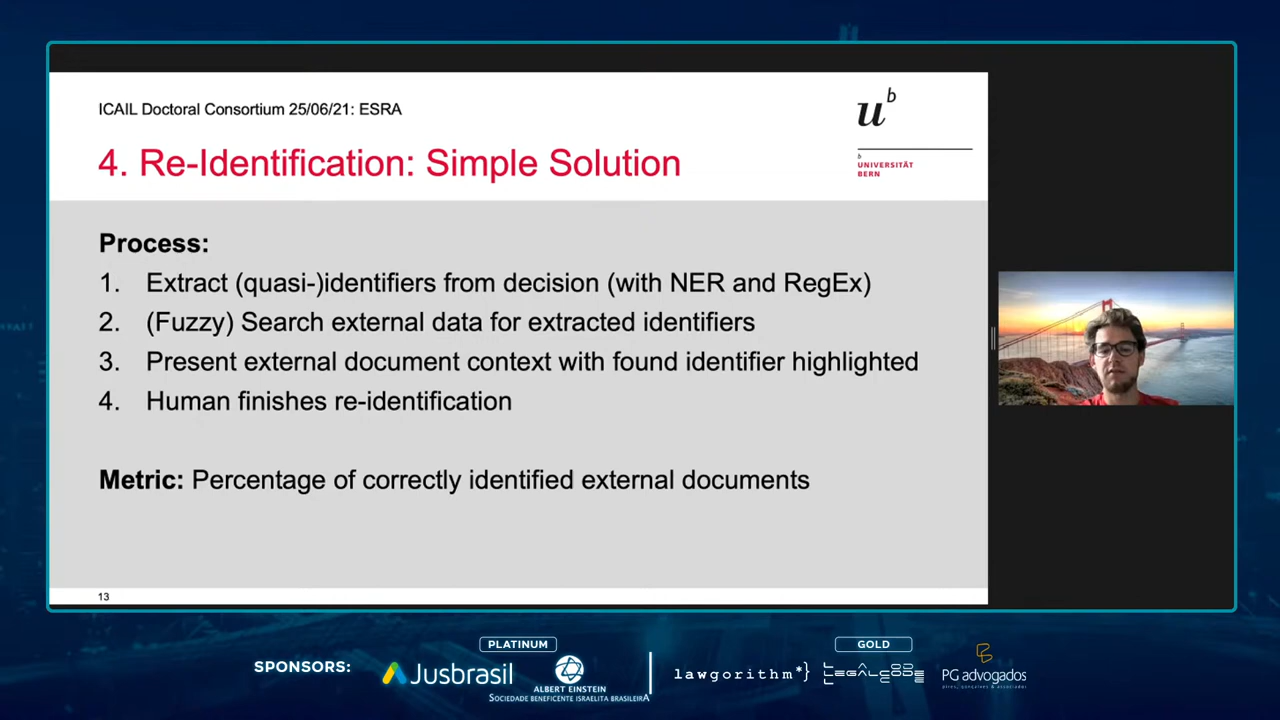 ICAIL Doctoral Consortium 25/06/21: ESRA
u b
4. Re-Identification: Simple Solution
b
UNIVERSITÄT
BERN
Process:
1. Extract (quasi-)identifiers from decision (with NER and RegEx)
2. (Fuzzy) Search external data for extracted identifiers
3. Present external document context with found identifier highlighted
4. Human finishes re-identification
Metric: Percentage of correctly identified external documents
13
PLATINUM
GOLD
SPONSORS:
Jusbrasil
ALBERT EINSTEIN
SOCIEDADE BENEFICENTE ISRAELITA BRASILEIRA
lawgorithm*}
LEGALCODE
PG advogados